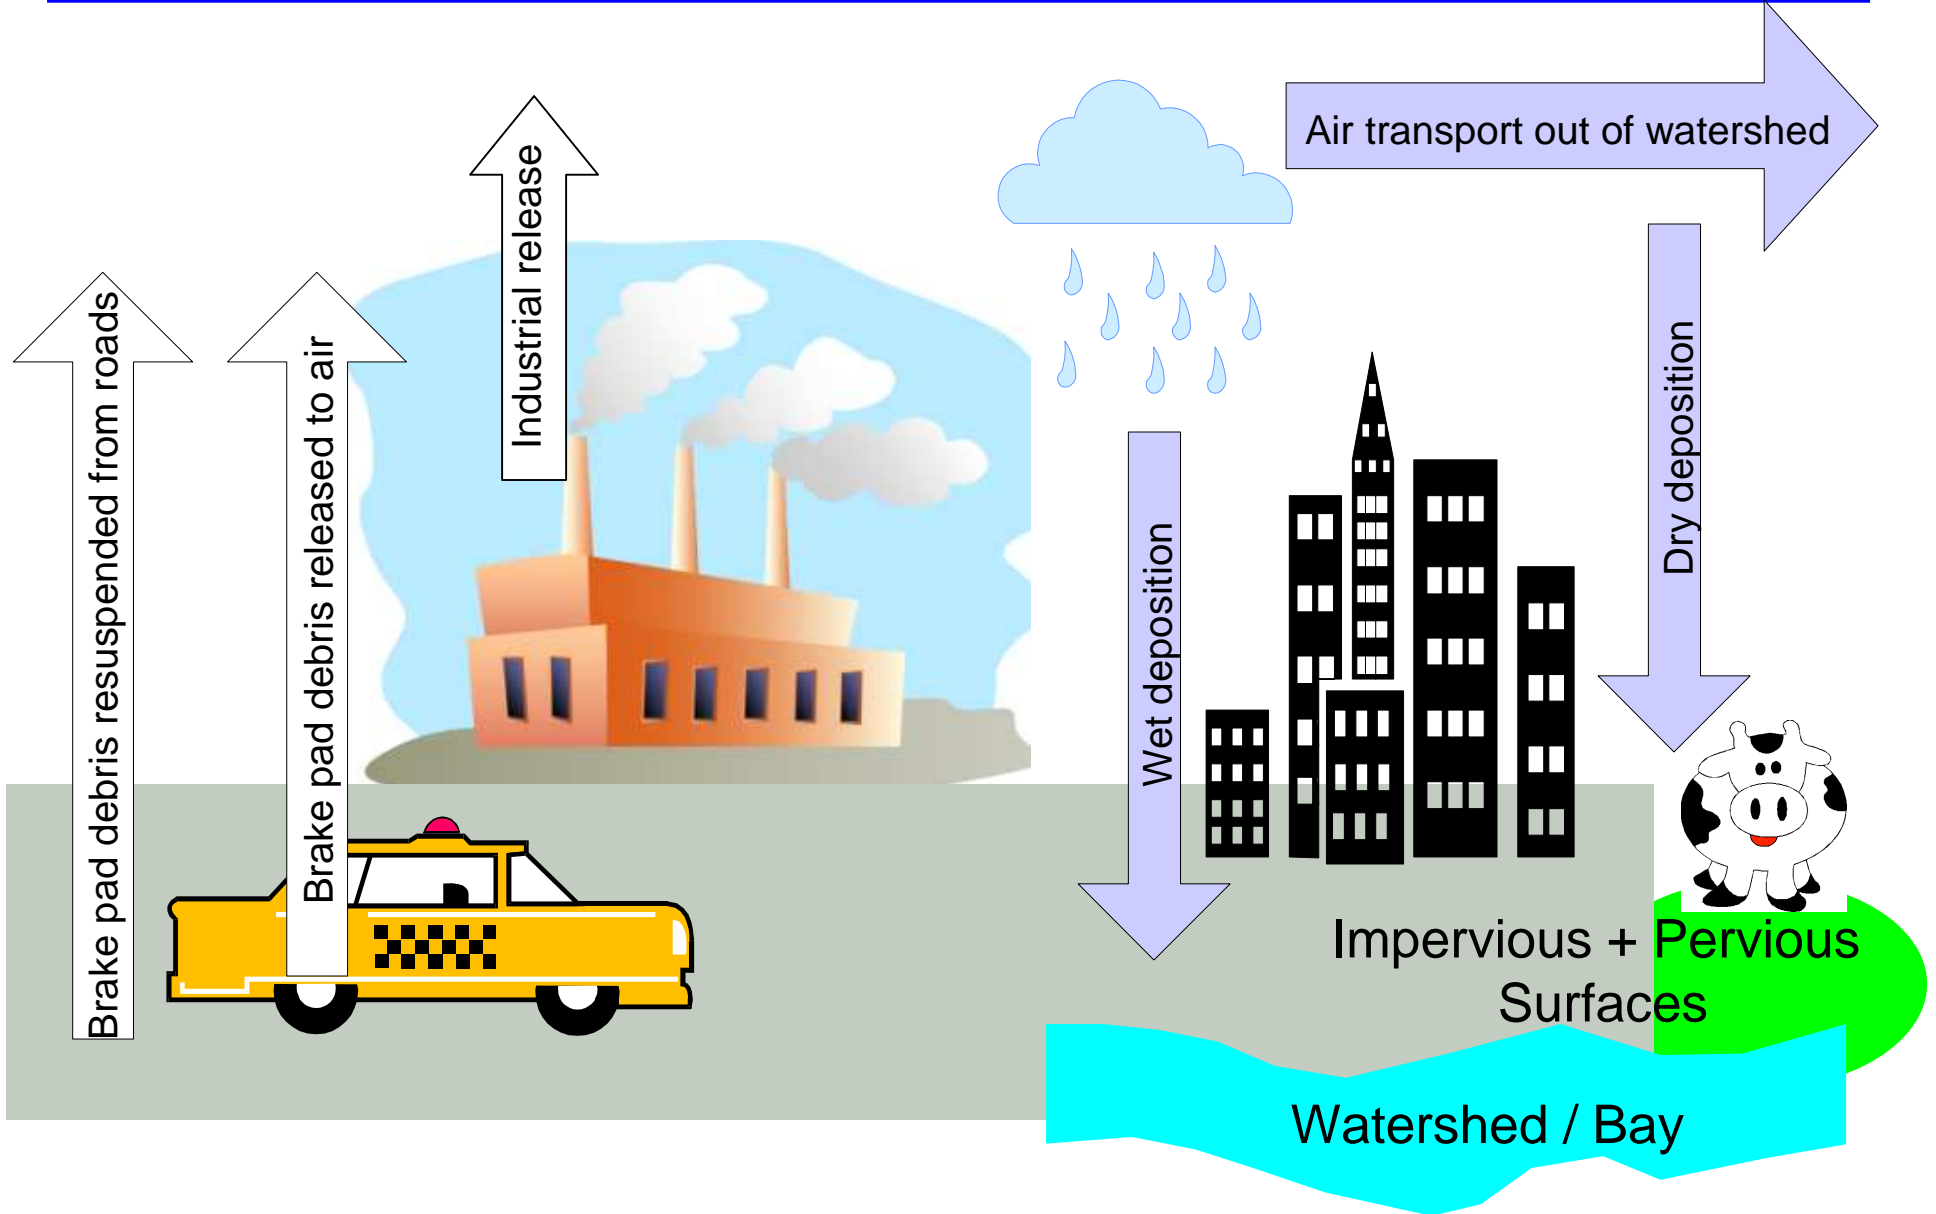 Brake pad debris resuspended from roads
Brake pad debris released to air
Industrial release
Air transport out of watershed
Wet deposition
Dry deposition
Impervious + Pervious
Surfaces
Watershed / Bay